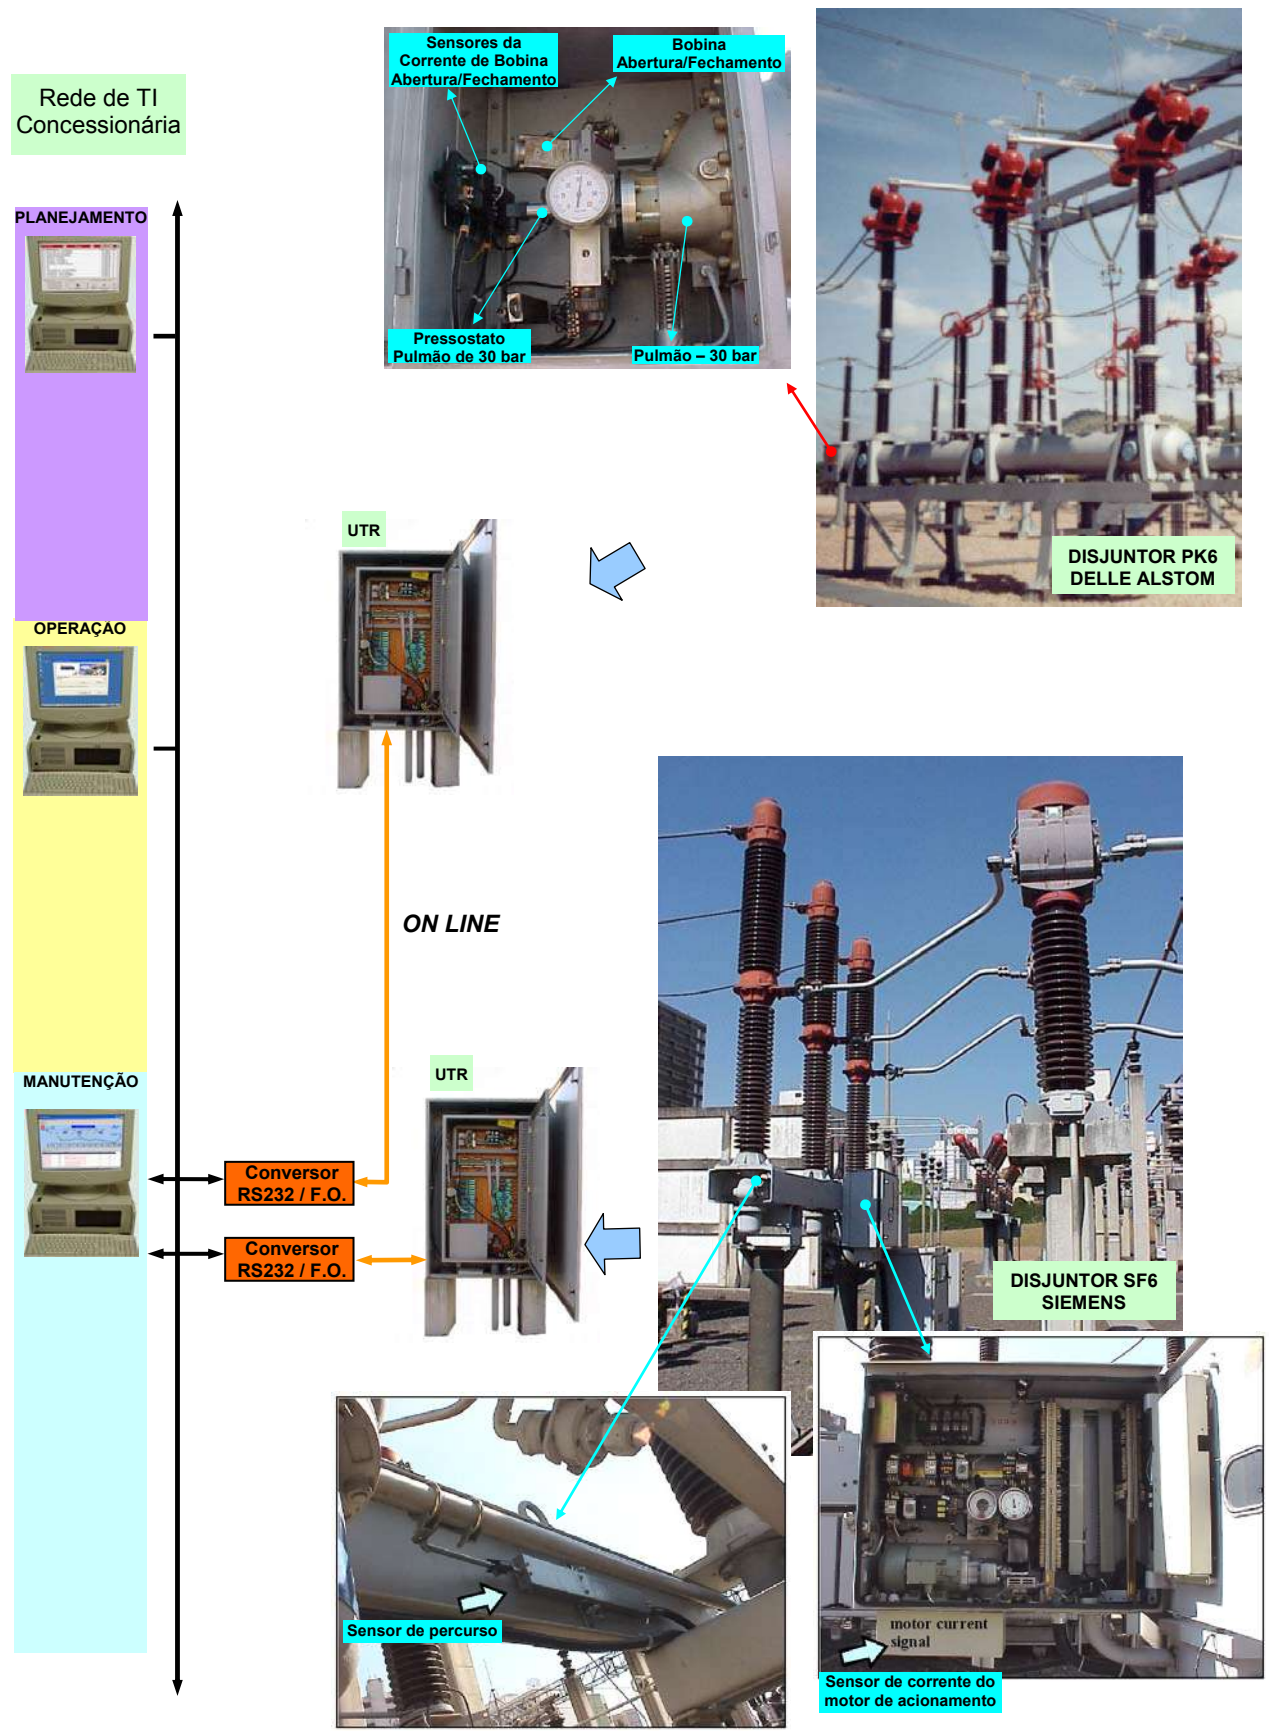 Sensores da
Corrente de Bobina
Abertura/Fechamento
Bobina
Abertura/Fechamento
Rede de TI
Concessionária
PLANEJAMENTO
Pressostato
Pulmão de 30 bar
Pulmão – 30 bar
UTR
DISJUNTOR PK6
DELLE ALSTOM
OPERAÇÃO
ON LINE
UTR
MANUTENÇÃO
Conversor
RS232 / F.O.
Conversor
RS232 / F.O.
DISJUNTOR SF6
SIEMENS
Sensor de percurso
motor current
signal
Sensor de corrente do
motor de acionamento